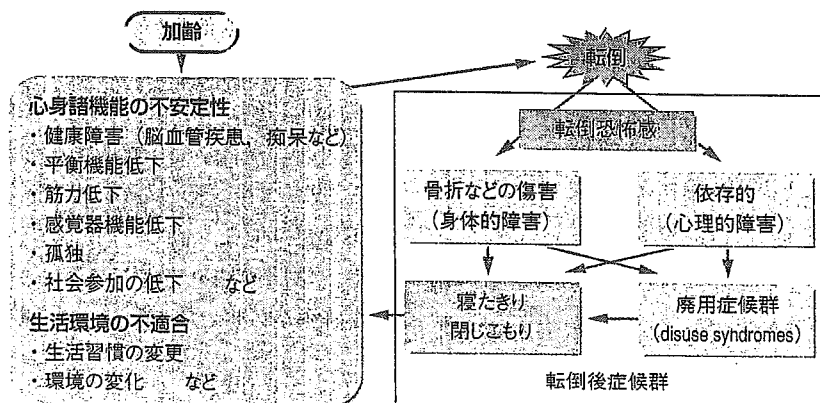 加齢
転倒
心身諸機能の不安定性
・健康障害（脳血管疾患，痴呆など）
・平衡機能低下
・筋力低下
・感覚器機能低下
・孤独
・社会参加の低下　など
生活環境の不適合
・生活習慣の変更
・環境の変化　など
転倒恐怖感
骨折などの傷害
（身体的障害）
依存的
（心理的障害）
寝たきり
閉じこもり
廃用症候群
(disuse syndromes)
転倒後症候群